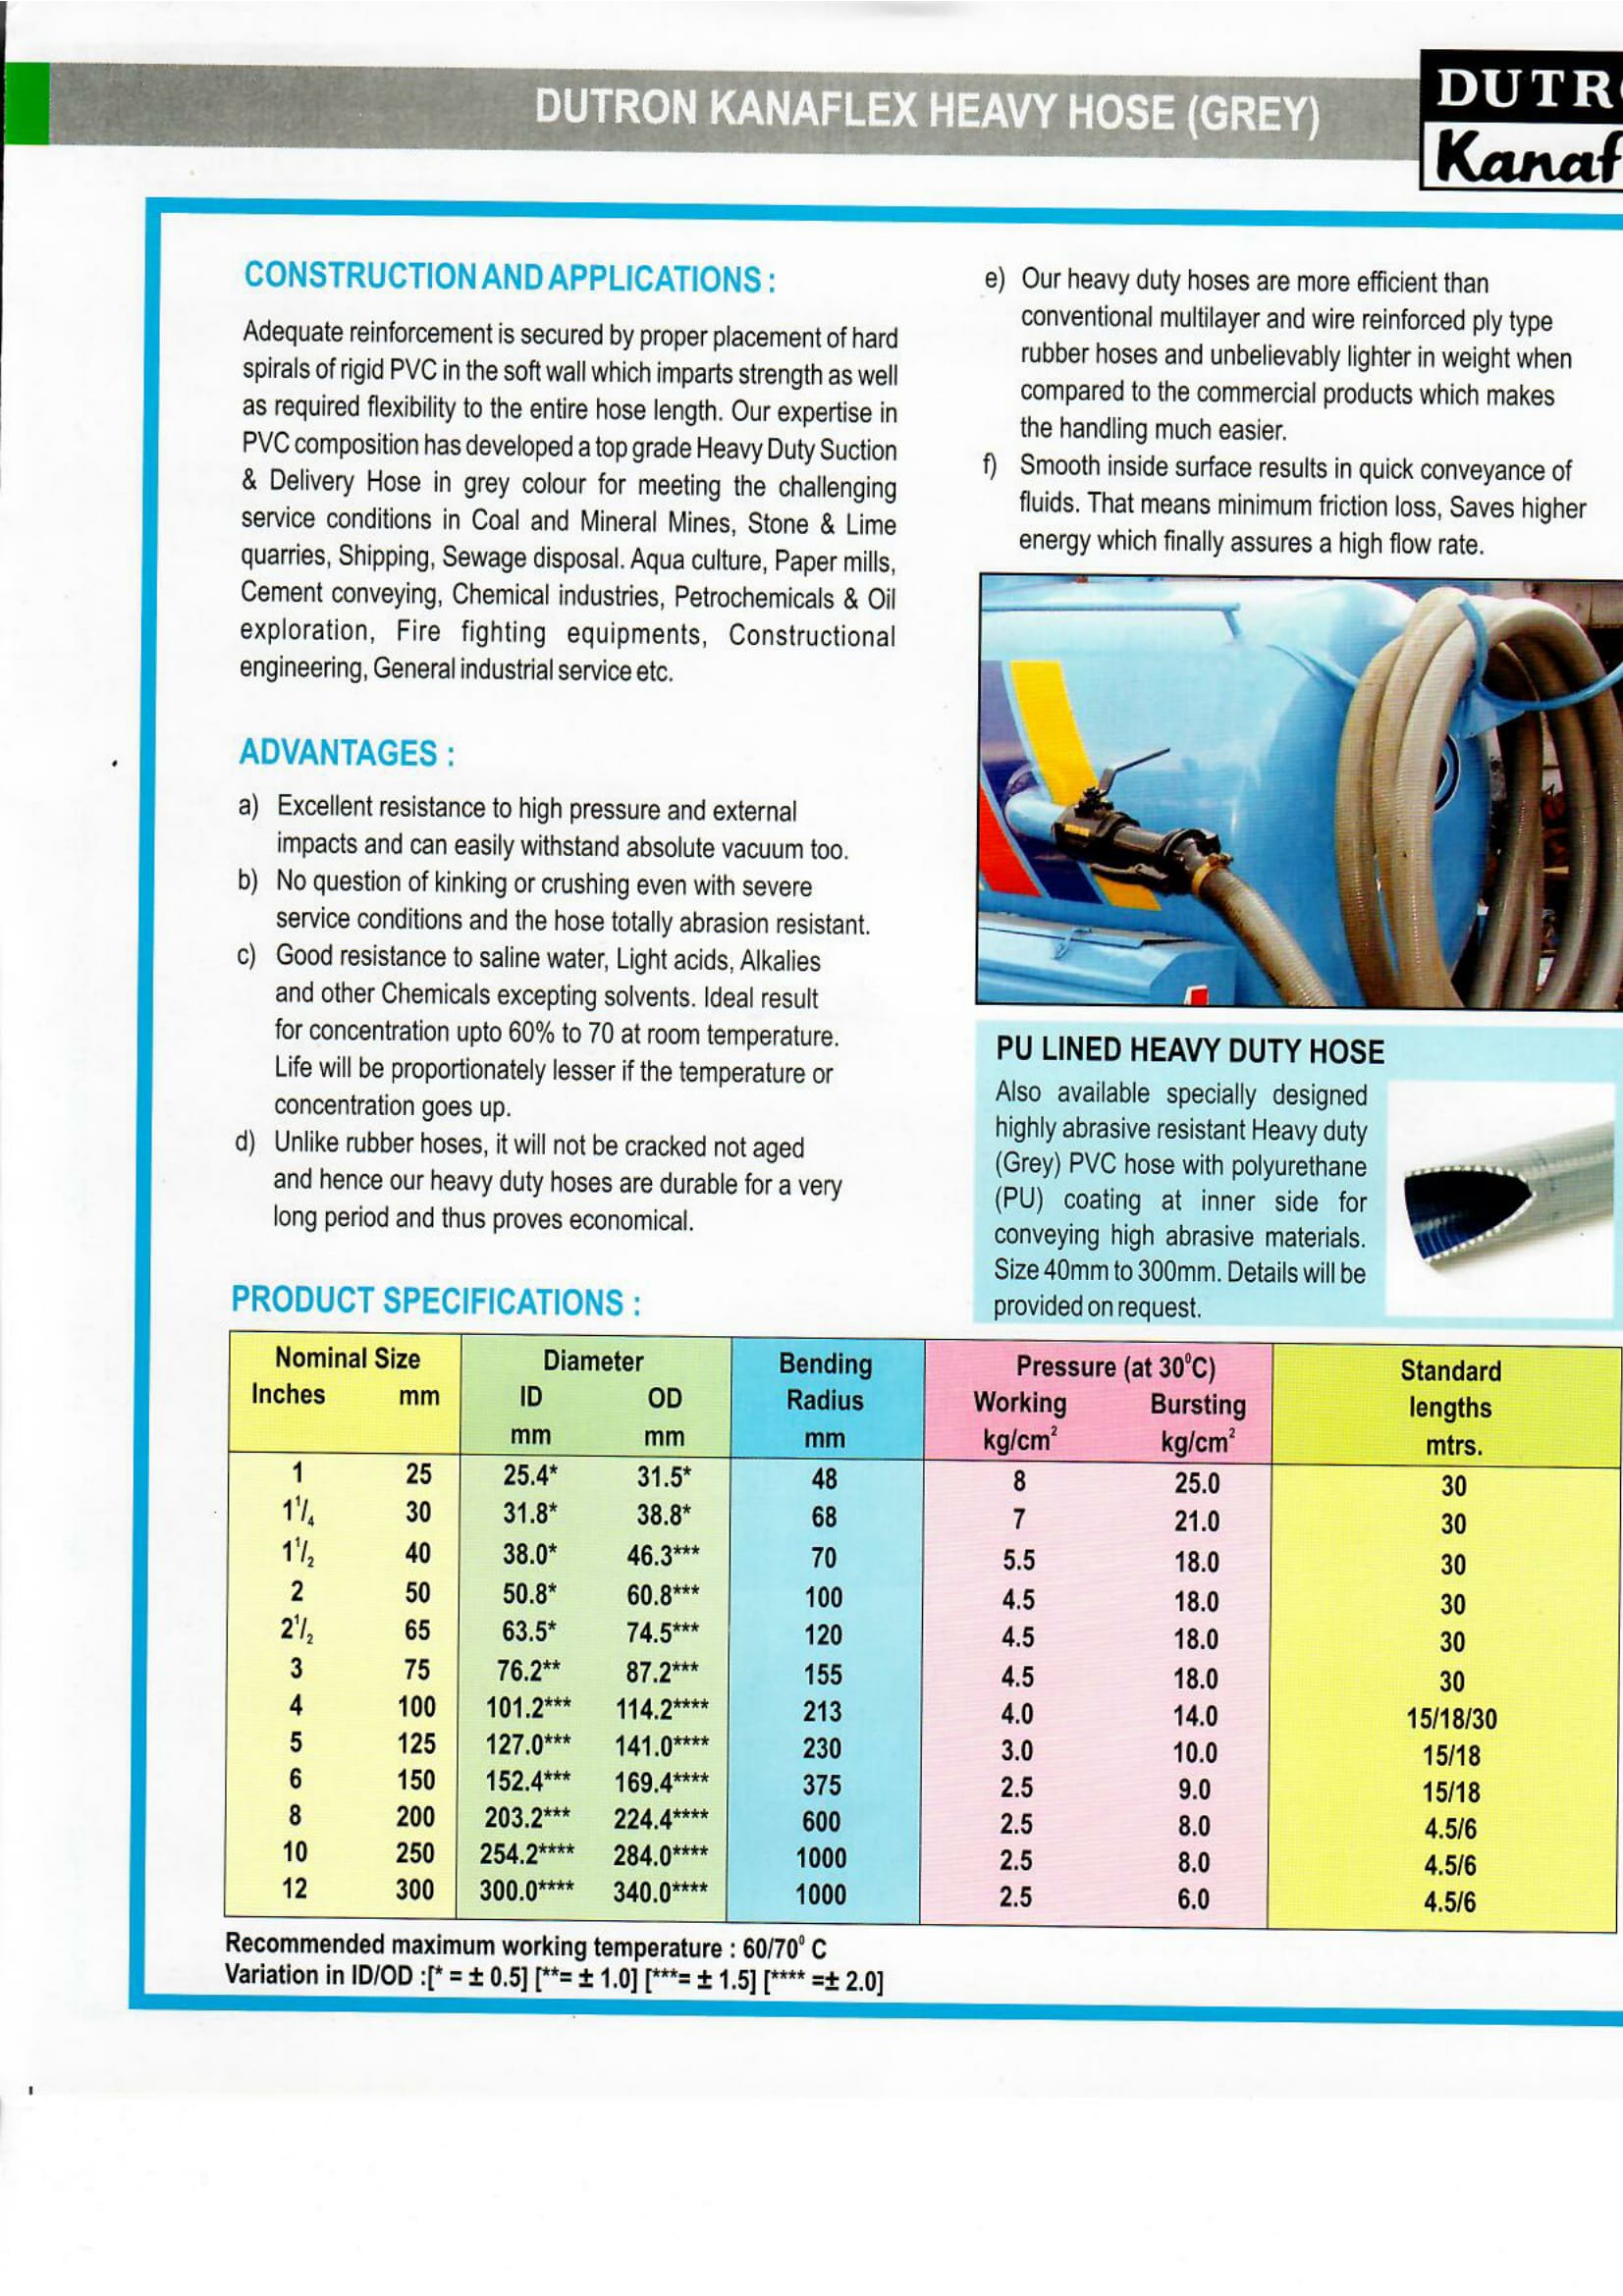 DUTRON KANAFLEX HEAVY HOSE (GREY)
DUTR
Kanaf
CONSTRUCTION AND APPLICATIONS :
Adequate reinforcement is secured by proper placement of hard
spirals of rigid PVC in the soft wall which imparts strength as well
as required flexibility to the entire hose length. Our expertise in
PVC composition has developed a top grade Heavy Duty Suction
& Delivery Hose in grey colour for meeting the challenging
service conditions in Coal and Mineral Mines, Stone & Lime
quarries, Shipping, Sewage disposal. Aqua culture, Paper mills,
Cement conveying, Chemical industries, Petrochemicals & Oil
exploration, Fire fighting equipments, Constructional
engineering, General industrial service etc.
ADVANTAGES :
a) Excellent resistance to high pressure and external
impacts and can easily withstand absolute vacuum too.
b) No question of kinking or crushing even with severe
service conditions and the hose totally abrasion resistant.
c) Good resistance to saline water, Light acids, Alkalies
and other Chemicals excepting solvents. Ideal result
for concentration upto 60% to 70 at room temperature.
Life will be proportionately lesser if the temperature or
concentration goes up.
d) Unlike rubber hoses, it will not be cracked not aged
and hence our heavy duty hoses are durable for a very
long period and thus proves economical.
e) Our heavy duty hoses are more efficient than
conventional multilayer and wire reinforced ply type
rubber hoses and unbelievably lighter in weight when
compared to the commercial products which makes
the handling much easier.
f) Smooth inside surface results in quick conveyance of
fluids. That means minimum friction loss, Saves higher
energy which finally assures a high flow rate.
PU LINED HEAVY DUTY HOSE
Also available specially designed
highly abrasive resistant Heavy duty
(Grey) PVC hose with polyurethane
(PU) coating at inner side for
conveying high abrasive materials.
Size 40mm to 300mm. Details will be
provided on request.
PRODUCT SPECIFICATIONS :
Nominal Size Diameter Bending Pressure (at 30⁰C) Standard
Inches mm ID OD Radius Working Bursting lengths
mm mm mm kg/cm² kg/cm² mtrs.
1 25 25.4* 31.5* 48 8 25.0 30
1¹/₄ 30 31.8* 38.8* 68 7 21.0 30
1¹/₂ 40 38.0* 46.3*** 70 5.5 18.0 30
2 50 50.8* 60.8*** 100 4.5 18.0 30
2¹/₂ 65 63.5* 74.5*** 120 4.5 18.0 30
3 75 76.2** 87.2*** 155 4.5 18.0 30
4 100 101.2*** 114.2**** 213 4.0 14.0 15/18/30
5 125 127.0*** 141.0**** 230 3.0 10.0 15/18
6 150 152.4*** 169.4**** 375 2.5 9.0 15/18
8 200 203.2*** 224.4**** 600 2.5 8.0 4.5/6
10 250 254.2**** 284.0**** 1000 2.5 8.0 4.5/6
12 300 300.0**** 340.0**** 1000 2.5 6.0 4.5/6
Recommended maximum working temperature : 60/70⁰ C
Variation in ID/OD :[* = ± 0.5] [**= ± 1.0] [***= ± 1.5] [**** =± 2.0]